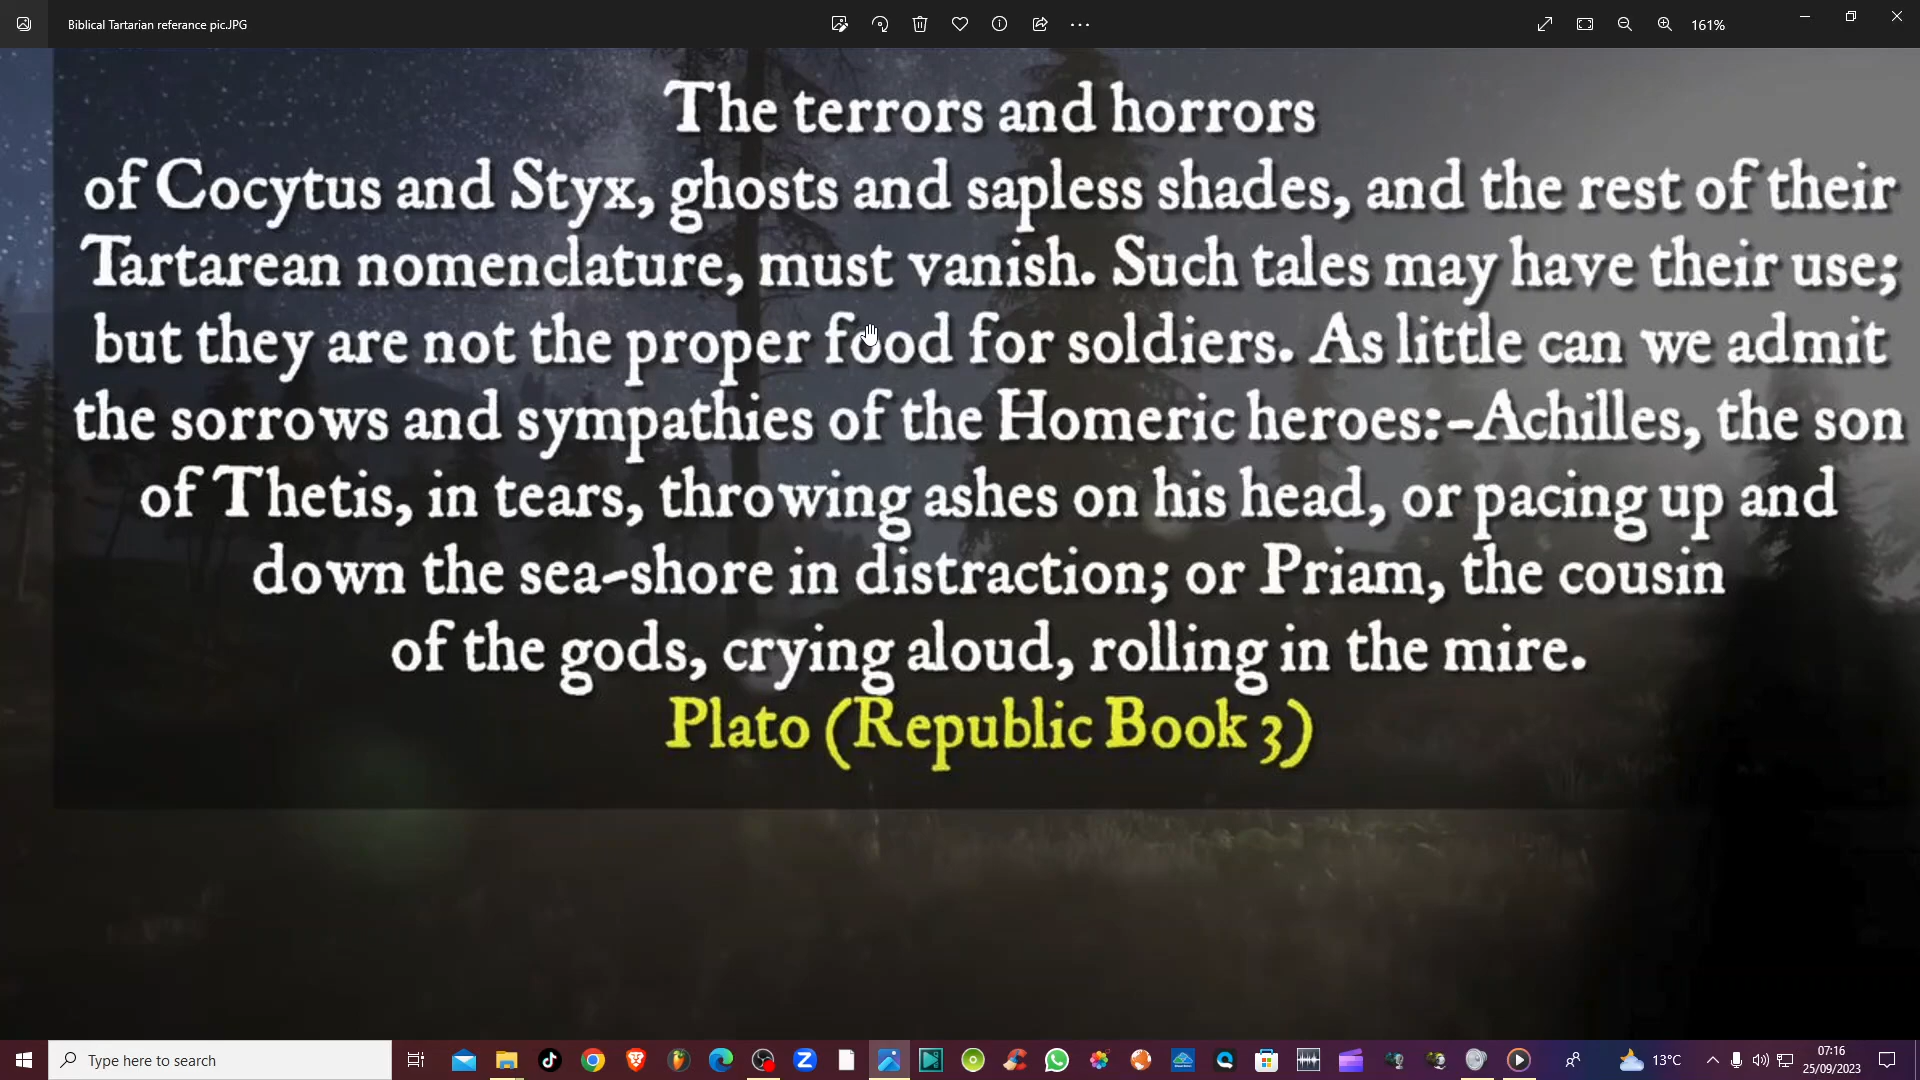 Biblical Tartarian referance pic.JPG
161%
The terrors and horrors
of Cocytus and Styx, ghosts and sapless shades, and the rest of their
Tartarean nomenclature, must vanish. Such tales may have their use;
but they are not the proper food for soldiers. As little can we admit
the sorrows and sympathies of the Homeric heroes:-Achilles, the son
of Thetis, in tears, throwing ashes on his head, or pacing up and
down the sea-shore in distraction; or Priam, the cousin
of the gods, crying aloud, rolling in the mire.
Plato (Republic Book 3)
Type here to search
13°C
07:16
25/09/2023